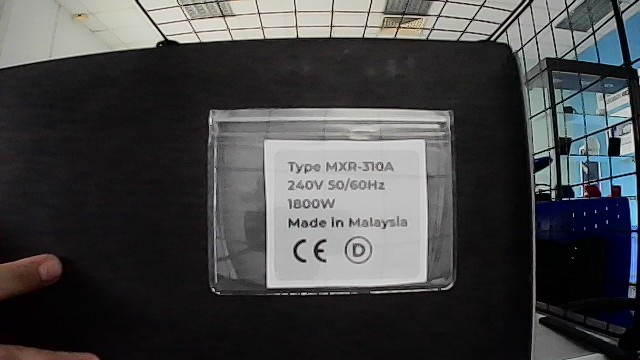 Type MXR-310A
240V 50/60Hz
1800W
Made in Malaysia
CE D